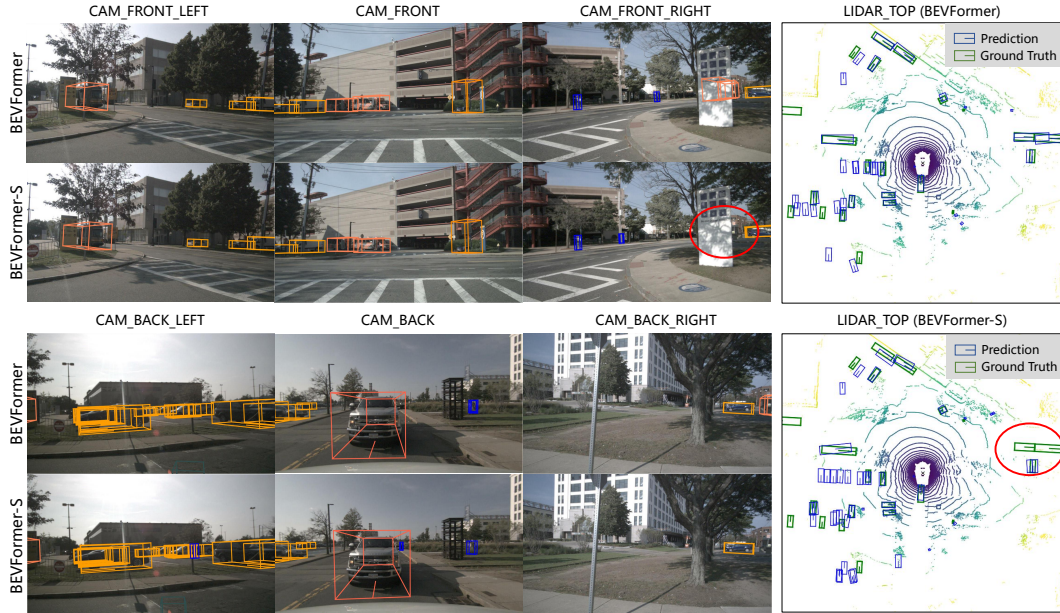 CAM_FRONT_LEFT
CAM_FRONT
CAM_FRONT_RIGHT
LIDAR_TOP (BEVFormer)
BEVFormer
BEVFormer-S
Prediction
Ground Truth
CAM_BACK_LEFT
CAM_BACK
CAM_BACK_RIGHT
LIDAR_TOP (BEVFormer-S)
BEVFormer
BEVFormer-S
Prediction
Ground Truth